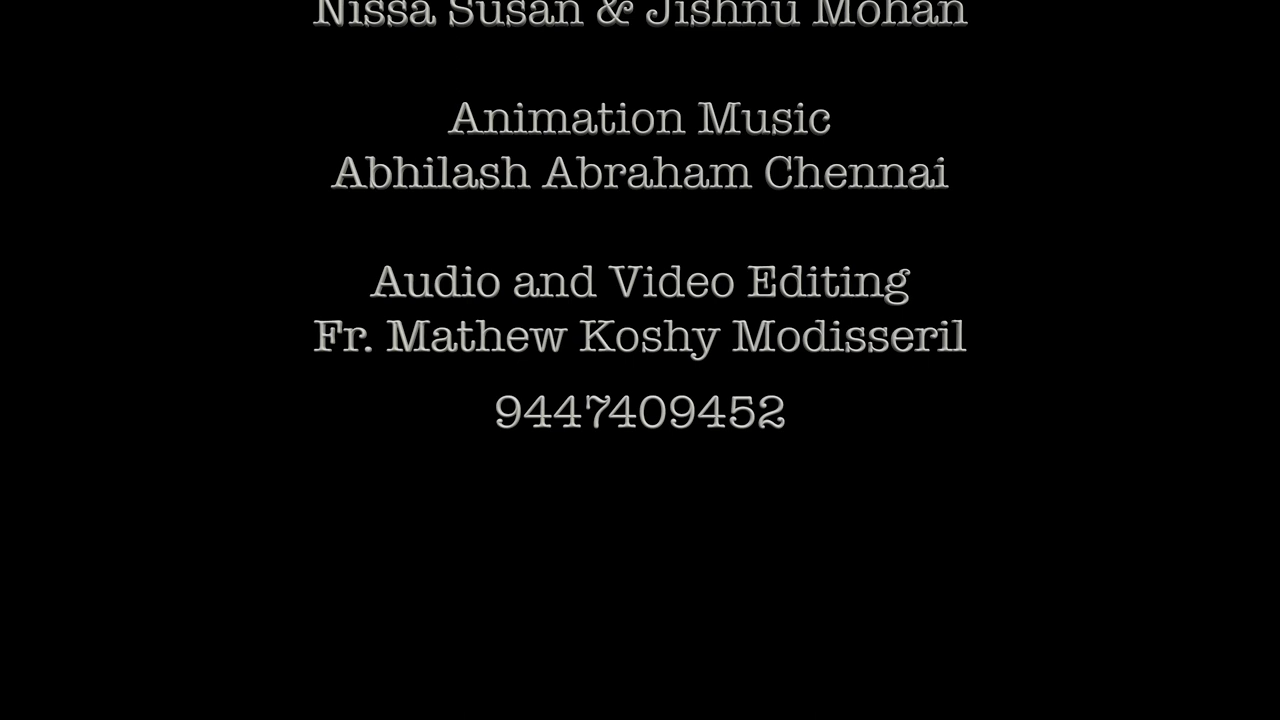 Nissa Susan & Jishnu Mohan
Animation Music
Abhilash Abraham Chennai
Audio and Video Editing
Fr. Mathew Koshy Modisseril
9447409452